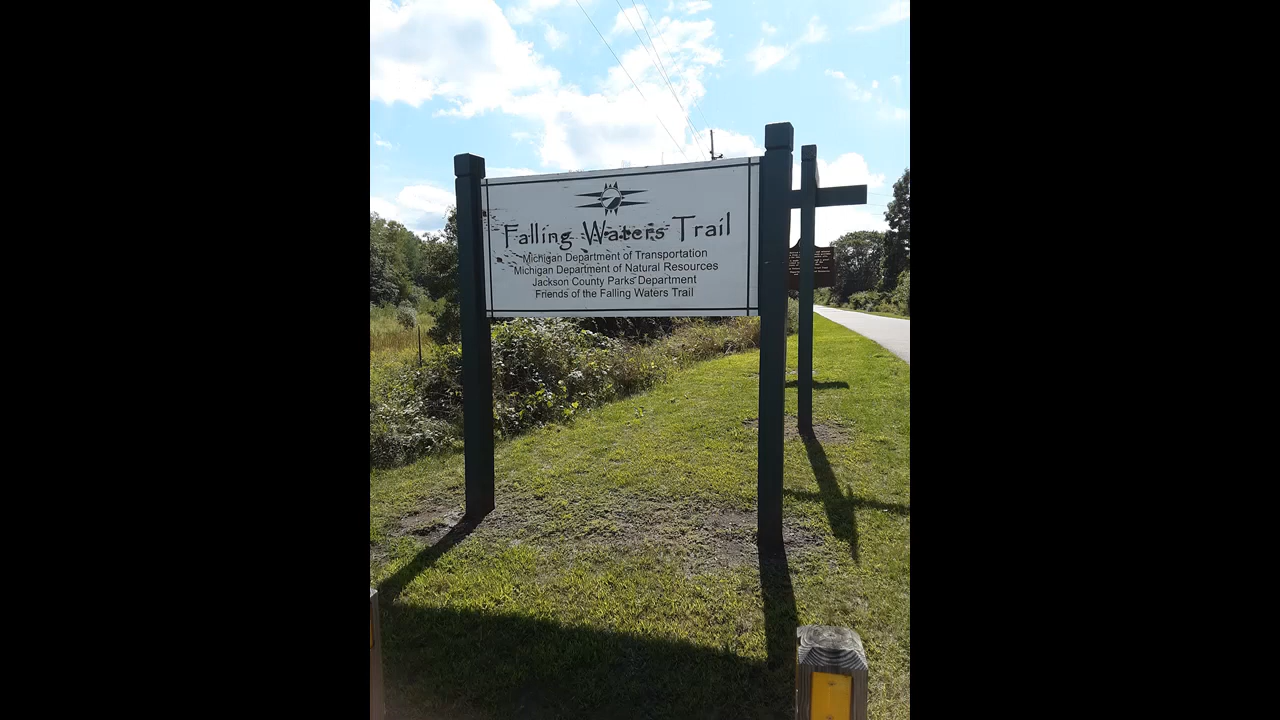 Falling Waters Trail
Michigan Department of Transportation
Michigan Department of Natural Resources
Jackson County Parks Department
Friends of the Falling Waters Trail